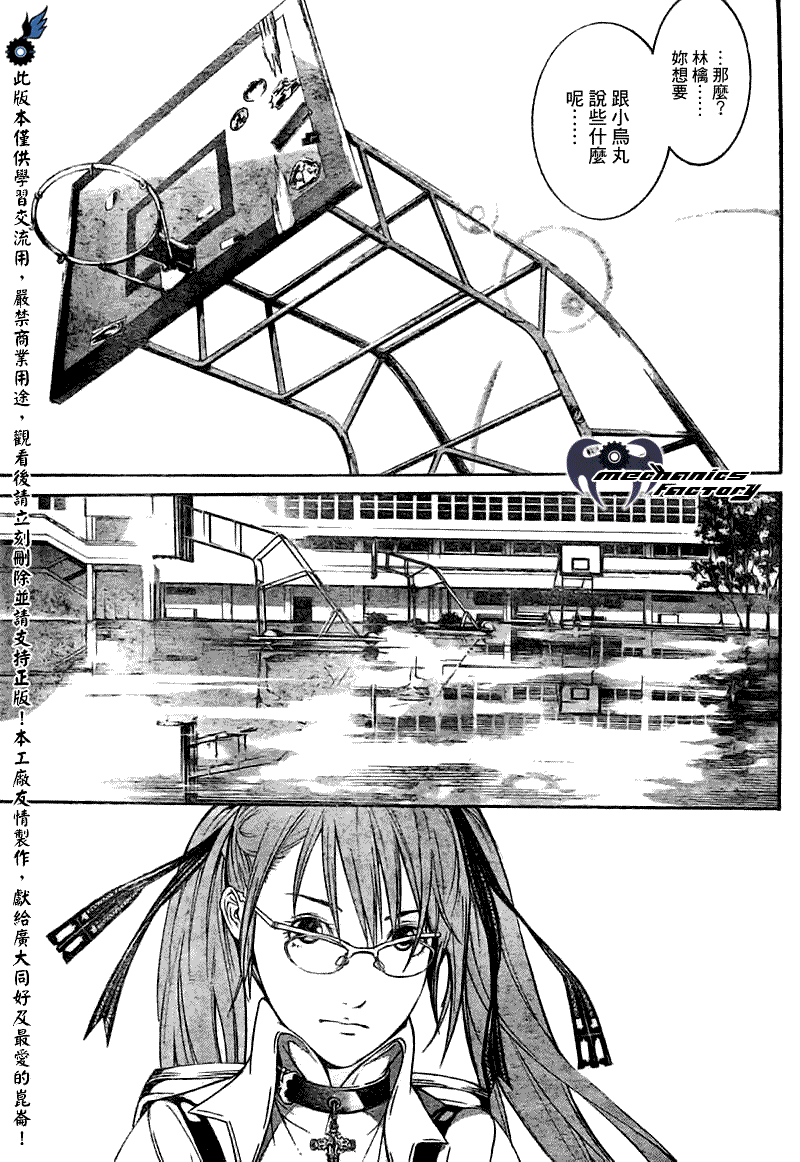 …那麼？
林檎……
妳想要
跟小烏丸
說些什麼
呢……
mechanics
Factory
此版本僅供學習交流用，嚴禁商業用途，觀看後請立刻刪除並請支持正版！本工廠友情製作，獻給廣大同好及最愛的崑崙！